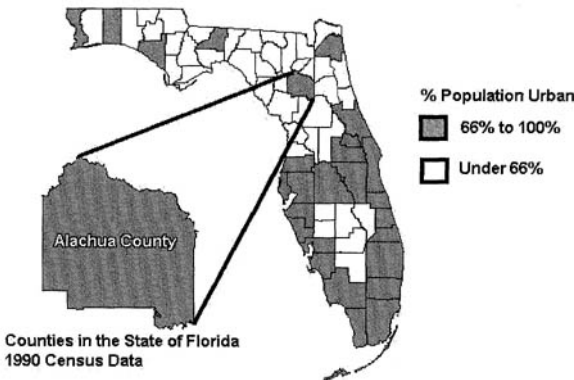 % Population Urban
66% to 100%
Under 66%
Alachua County
Counties in the State of Florida
1990 Census Data